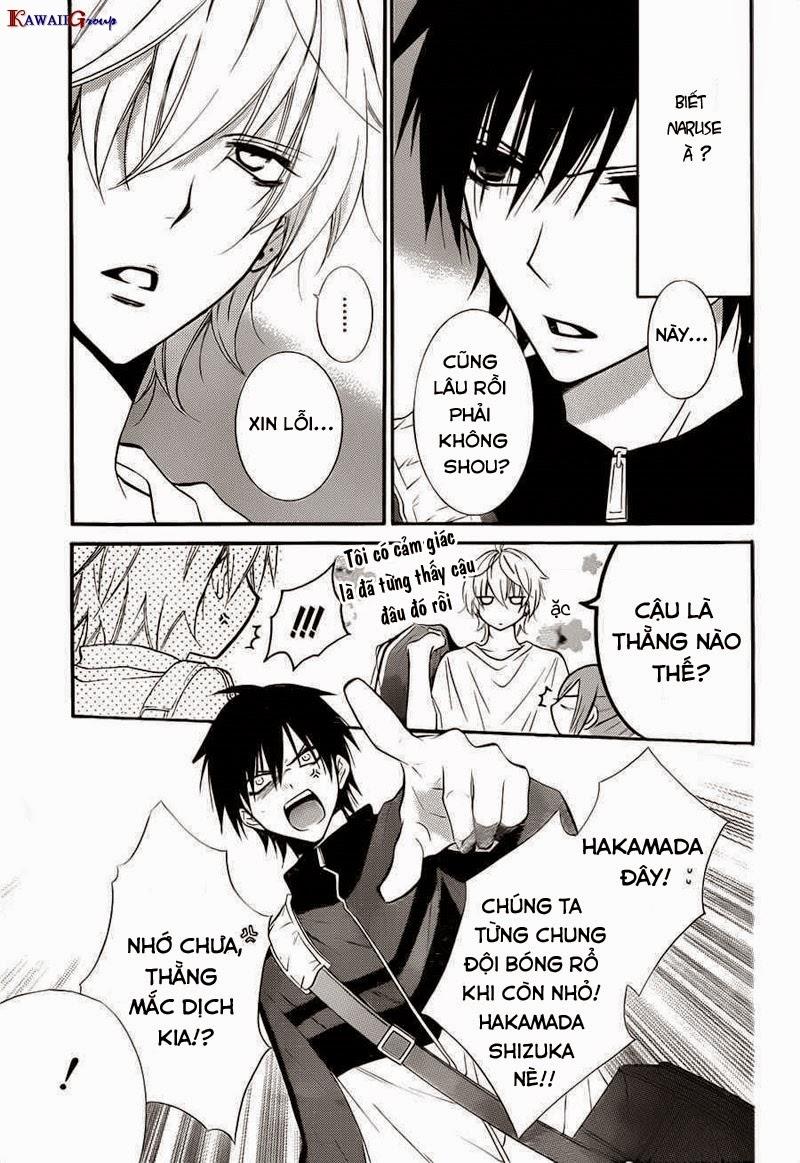 KAWAIIGroup
BIẾT
NARUSE
À ?
NÀY...
CŨNG
LÂU RỒI
PHẢI
KHÔNG
SHOU?
......
XIN LỖI...
CẬU LÀ
THẰNG NÀO
THẾ?
ẶC
Tôi có cảm giác
là đã từng thấy cậu
đâu đó rồi
!!!
HAKAMADA
ĐÂY!
CHÚNG TA
TỪNG CHUNG
ĐỘI BÓNG RỔ
KHI CÒN NHỎ!
HAKAMADA
SHIZUKA
NÈ!!
NHỚ CHƯA,
THẰNG
MẮC DỊCH
KIA!?
!